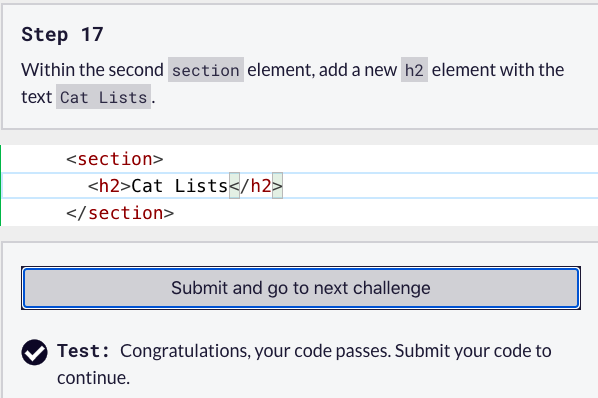 Step 17
Within the second section element, add a new h2 element with the
text Cat Lists.
<section>
<h2>Cat Lists</h2>
</section>
Submit and go to next challenge
Test: Congratulations, your code passes. Submit your code to
continue.